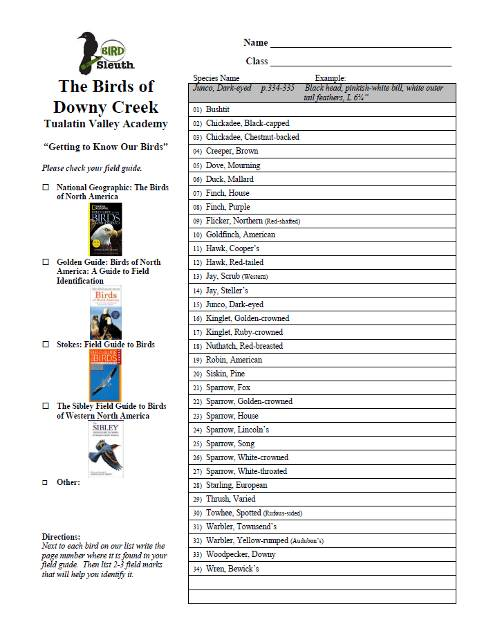 BIRD
Sleuth
The Birds of
Downy Creek
Tualatin Valley Academy
“Getting to Know Our Birds”
Please check your field guide.
☐ National Geographic: The Birds
of North America
BIRDS
☐ Golden Guide: Birds of North
America: A Guide to Field
Identification
Birds
☐ Stokes: Field Guide to Birds
BIRDS
☐ The Sibley Field Guide to Birds
of Western North America
SIBLEY
☐ Other:
Directions:
Next to each bird on our list write the
page number where it is found in your
field guide. Then list 2-3 field marks
that will help you identify it.
Name
Class
Species Name Example:
Junco, Dark-eyed p.334-335 Black head, pinkish-white bill, white outer
tail feathers, L 6¼”
01) Bushtit
02) Chickadee, Black-capped
03) Chickadee, Chestnut-backed
04) Creeper, Brown
05) Dove, Mourning
06) Duck, Mallard
07) Finch, House
08) Finch, Purple
09) Flicker, Northern (Red-shafted)
10) Goldfinch, American
11) Hawk, Cooper’s
12) Hawk, Red-tailed
13) Jay, Scrub (Western)
14) Jay, Steller’s
15) Junco, Dark-eyed
16) Kinglet, Golden-crowned
17) Kinglet, Ruby-crowned
18) Nuthatch, Red-breasted
19) Robin, American
20) Siskin, Pine
21) Sparrow, Fox
22) Sparrow, Golden-crowned
23) Sparrow, House
24) Sparrow, Lincoln’s
25) Sparrow, Song
26) Sparrow, White-crowned
27) Sparrow, White-throated
28) Starling, European
29) Thrush, Varied
30) Towhee, Spotted (Rufous-sided)
31) Warbler, Townsend’s
32) Warbler, Yellow-rumped (Audubon’s)
33) Woodpecker, Downy
34) Wren, Bewick’s